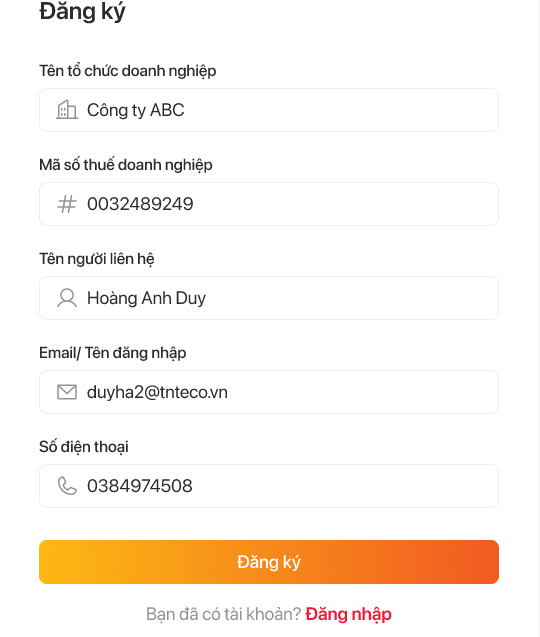 Đăng ký
Tên tổ chức doanh nghiệp
Công ty ABC
Mã số thuế doanh nghiệp
0032489249
Tên người liên hệ
Hoàng Anh Duy
Email/ Tên đăng nhập
duyha2@tnteco.vn
Số điện thoại
0384974508
Đăng ký
Bạn đã có tài khoản? Đăng nhập